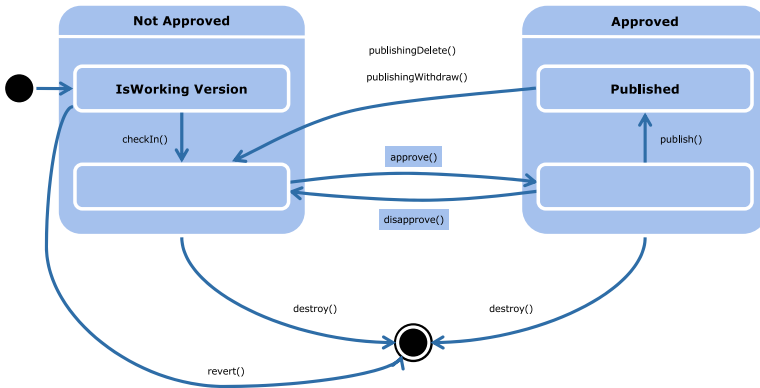 Not Approved
Approved
publishingDelete()
publishingWithdraw()
IsWorking Version
Published
checkIn()
approve()
publish()
disapprove()
destroy()
destroy()
revert()